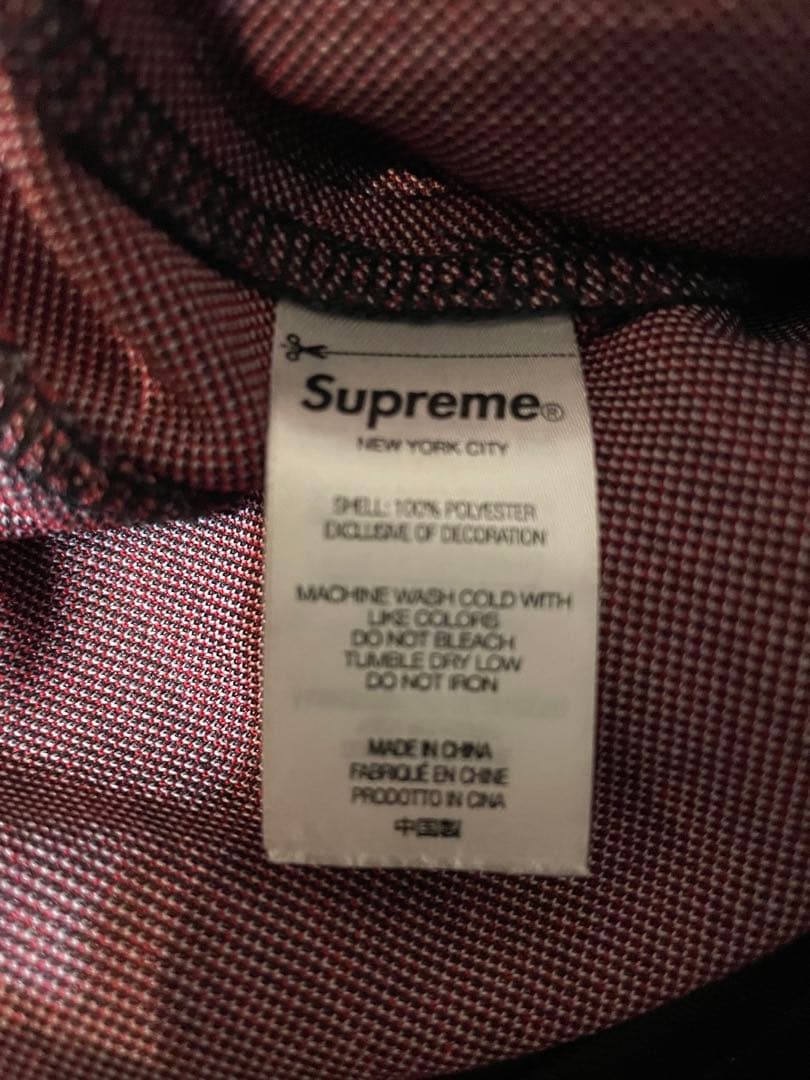 Supreme®
NEW YORK CITY
SHELL: 100% POLYESTER
EXCLUSIVE OF DECORATION
MACHINE WASH COLD WITH
LIKE COLORS
DO NOT BLEACH
TUMBLE DRY LOW
DO NOT IRON
MADE IN CHINA
FABRIQUÉ EN CHINE
PRODOTTO IN CINA
中国製